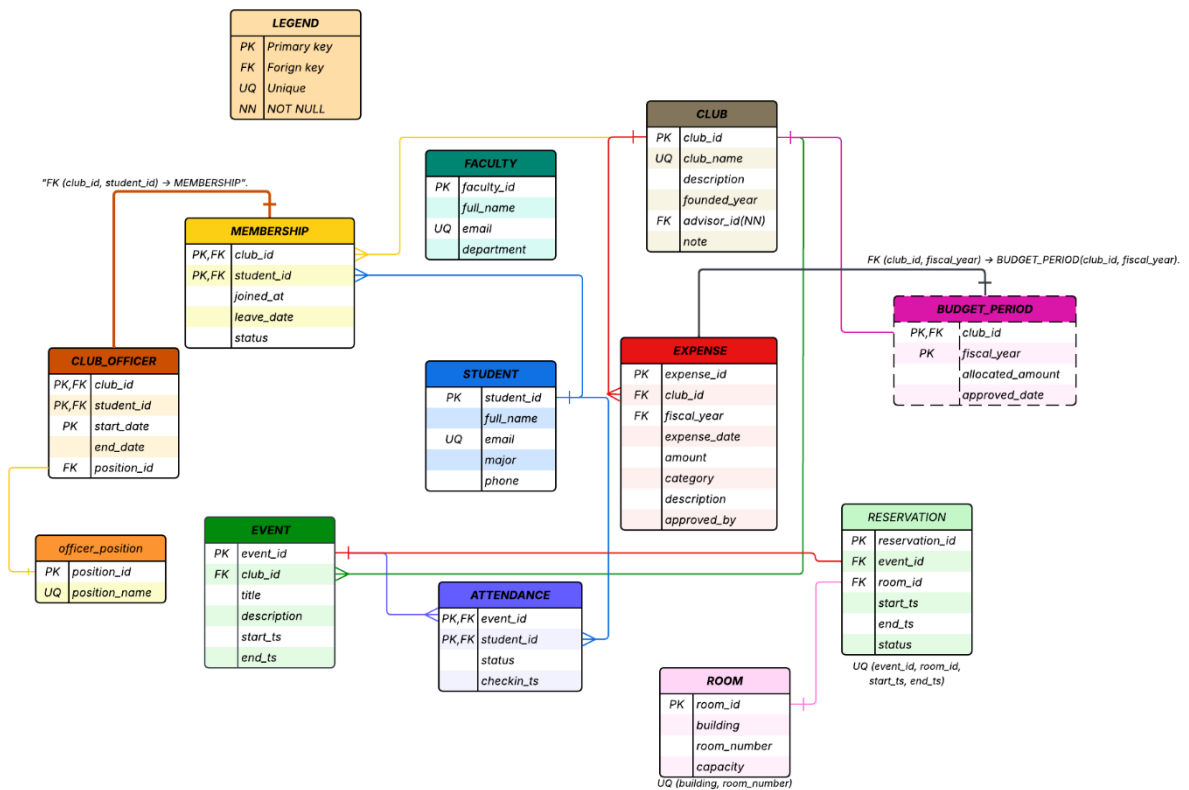 LEGEND
PK Primary key
FK Forign key
UQ Unique
NN NOT NULL
CLUB
PK club_id
UQ club_name
description
founded_year
FK advisor_id(NN)
note
FACULTY
PK faculty_id
full_name
UQ email
department
"FK (club_id, student_id) → MEMBERSHIP".
MEMBERSHIP
PK,FK club_id
PK,FK student_id
joined_at
leave_date
status
FK (club_id, fiscal_year) → BUDGET_PERIOD(club_id, fiscal_year).
BUDGET_PERIOD
PK,FK club_id
PK fiscal_year
allocated_amount
approved_date
CLUB_OFFICER
PK,FK club_id
PK,FK student_id
PK start_date
end_date
FK position_id
STUDENT
PK student_id
full_name
UQ email
major
phone
EXPENSE
PK expense_id
FK club_id
FK fiscal_year
expense_date
amount
category
description
approved_by
officer_position
PK position_id
UQ position_name
EVENT
PK event_id
FK club_id
title
description
start_ts
end_ts
ATTENDANCE
PK,FK event_id
PK,FK student_id
status
checkin_ts
RESERVATION
PK reservation_id
FK event_id
FK room_id
start_ts
end_ts
status
UQ (event_id, room_id,
start_ts, end_ts)
ROOM
PK room_id
building
room_number
capacity
UQ (building, room_number)